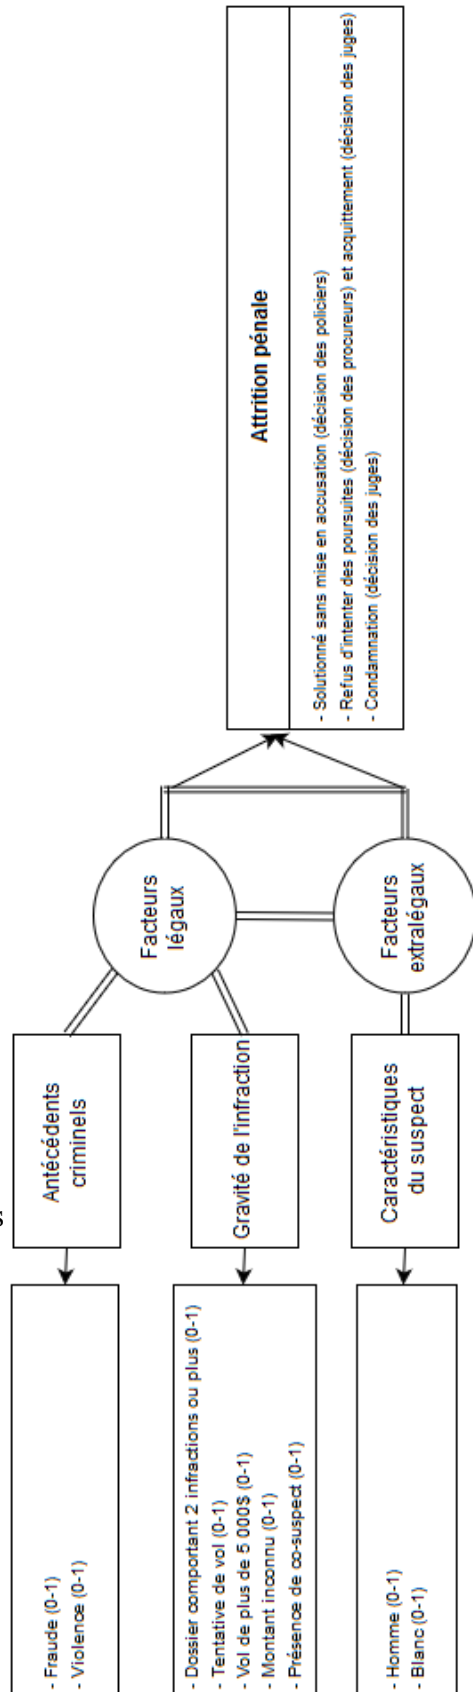 - Fraude (0-1)
- Violence (0-1)
- Dossier comportant 2 infractions ou plus (0-1)
- Tentative de vol (0-1)
- Vol de plus de 5 000$ (0-1)
- Montant inconnu (0-1)
- Présence de co-suspect (0-1)
- Homme (0-1)
- Blanc (0-1)
Antécédents
criminels
Gravité de l'infraction
Caractéristiques
du suspect
Facteurs
légaux
Facteurs
extralégaux
Attrition pénale
- Solutionné sans mise en accusation (décision des policiers)
- Refus d'intenter des poursuites (décision des procureurs) et acquittement (décision des juges)
- Condamnation (décision des juges)